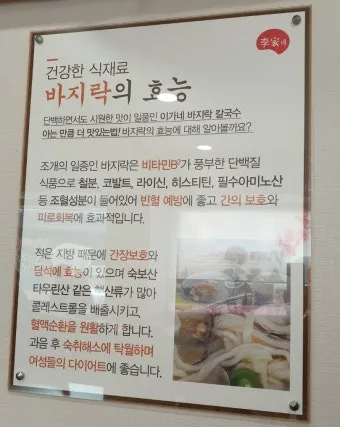 李家네
건강한 식재료
바지락의 효능
단백하면서도 시원한 맛이 일품인 이가네 바지락 칼국수
아는 만큼 더 맛있는법! 바지락의 효능에 대해 알아볼까요?
조개의 일종인 바지락은 비타민B²가 풍부한 단백질
식품으로 철분, 코발트, 라이신, 히스티틴, 필수아미노산
등 조혈성분이 들어있어 빈혈 예방에 좋고 간의 보호와
피로회복에 효과적입니다.
적은 지방 때문에 간장보호와
담석에 효능이 있으며 숙보산
타우린산 같은 산류가 많아
콜레스트롤을 배출시키고,
혈액순환을 원활하게 합니다.
과음 후 숙취해소에 탁월하며
여성들의 다이어트에 좋습니다.